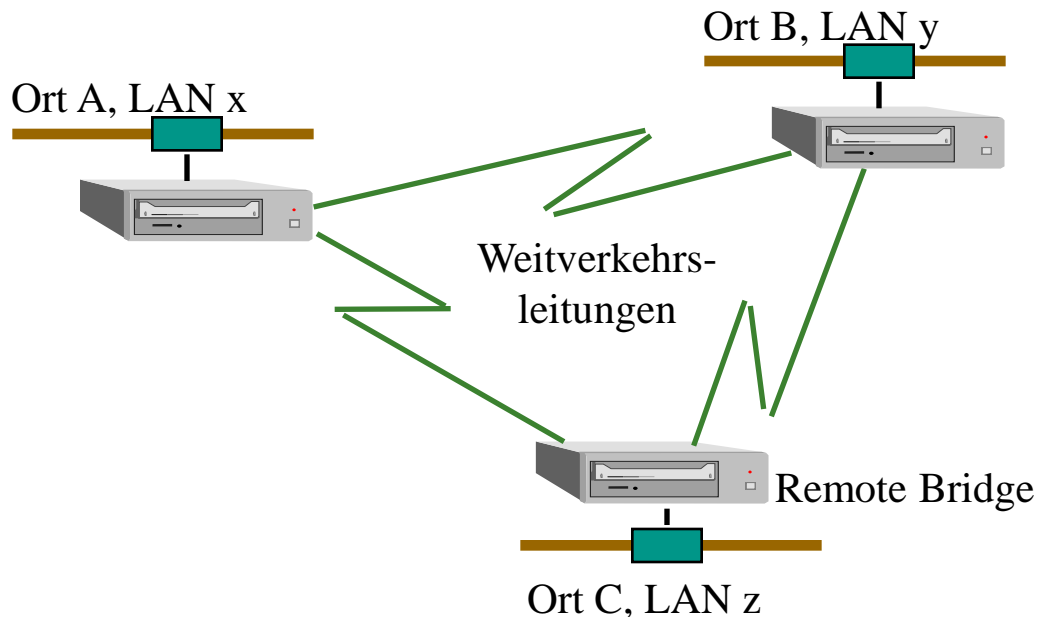 Ort B, LAN y
Ort A, LAN x
Weitverkehrs-
leitungen
Remote Bridge
Ort C, LAN z